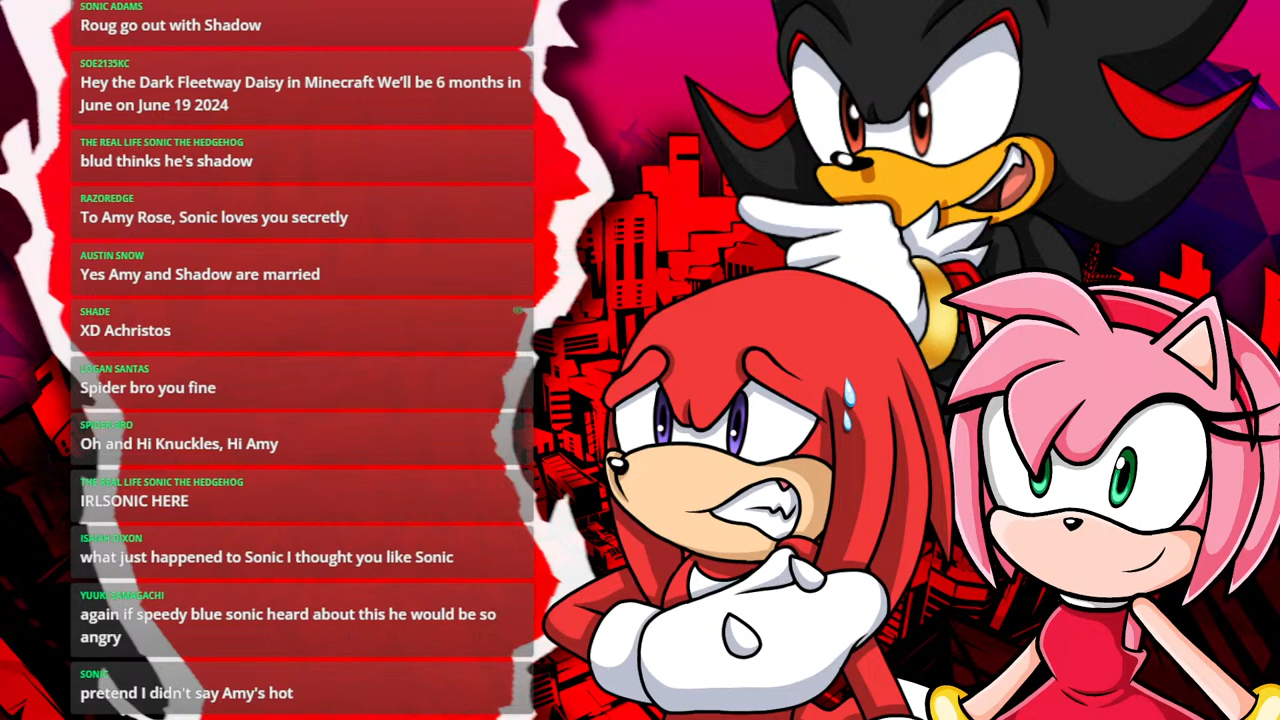 SONIC ADAMS
Roug go out with Shadow
SOE2135KC
Hey the Dark Fleetway Daisy in Minecraft We'll be 6 months in
June on June 19 2024
THE REAL LIFE SONIC THE HEDGEHOG
blud thinks he's shadow
RAZOREDGE
To Amy Rose, Sonic loves you secretly
AUSTIN SNOW
Yes Amy and Shadow are married
SHADE
XD Achristos
LOGAN SANTAS
Spider bro you fine
SPIDER BRO
Oh and Hi Knuckles, Hi Amy
THE REAL LIFE SONIC THE HEDGEHOG
IRLSONIC HERE
ISAIAH DIXON
what just happened to Sonic I thought you like Sonic
YUUKI SAMAGACHI
again if speedy blue sonic heard about this he would be so
angry
SONIC
pretend I didn't say Amy's hot